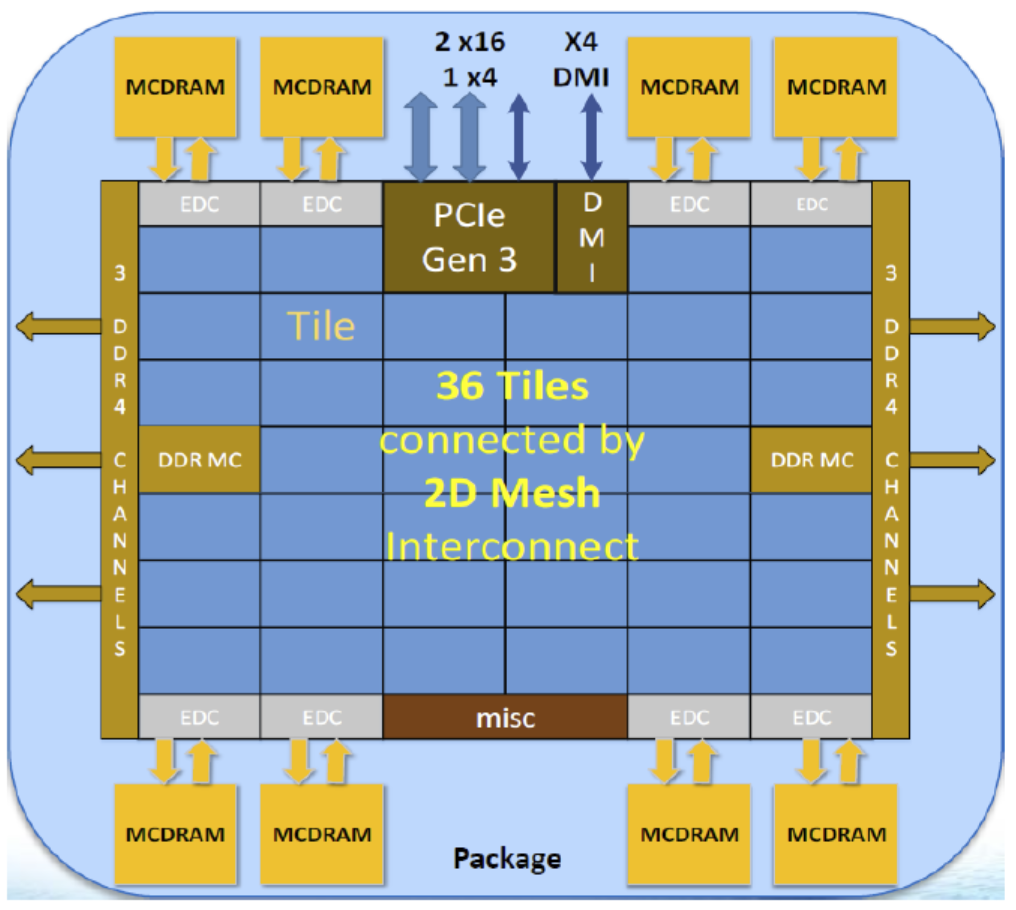 2 x16
1 x4
X4
DMI
MCDRAM
MCDRAM
MCDRAM
MCDRAM
EDC
EDC
PCIe
Gen 3
DMI
EDC
EDC
3 DDR4 CHANNELS
3 DDR4 CHANNELS
Tile
36 Tiles
connected by
2D Mesh
Interconnect
DDR MC
DDR MC
EDC
EDC
misc
EDC
EDC
MCDRAM
MCDRAM
MCDRAM
MCDRAM
Package